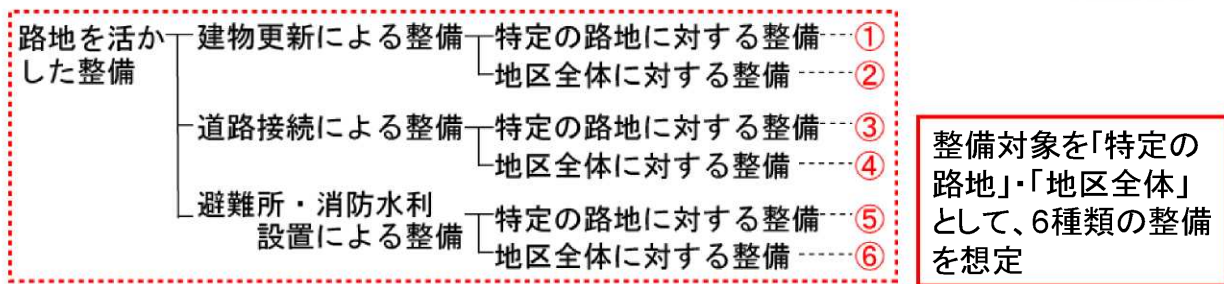 路地を活か
した整備
建物更新による整備
特定の路地に対する整備 ①
地区全体に対する整備 ②
道路接続による整備
特定の路地に対する整備 ③
地区全体に対する整備 ④
避難所・消防水利
設置による整備
特定の路地に対する整備 ⑤
地区全体に対する整備 ⑥
整備対象を｢特定の
路地｣･｢地区全体｣
として、6種類の整備
を想定